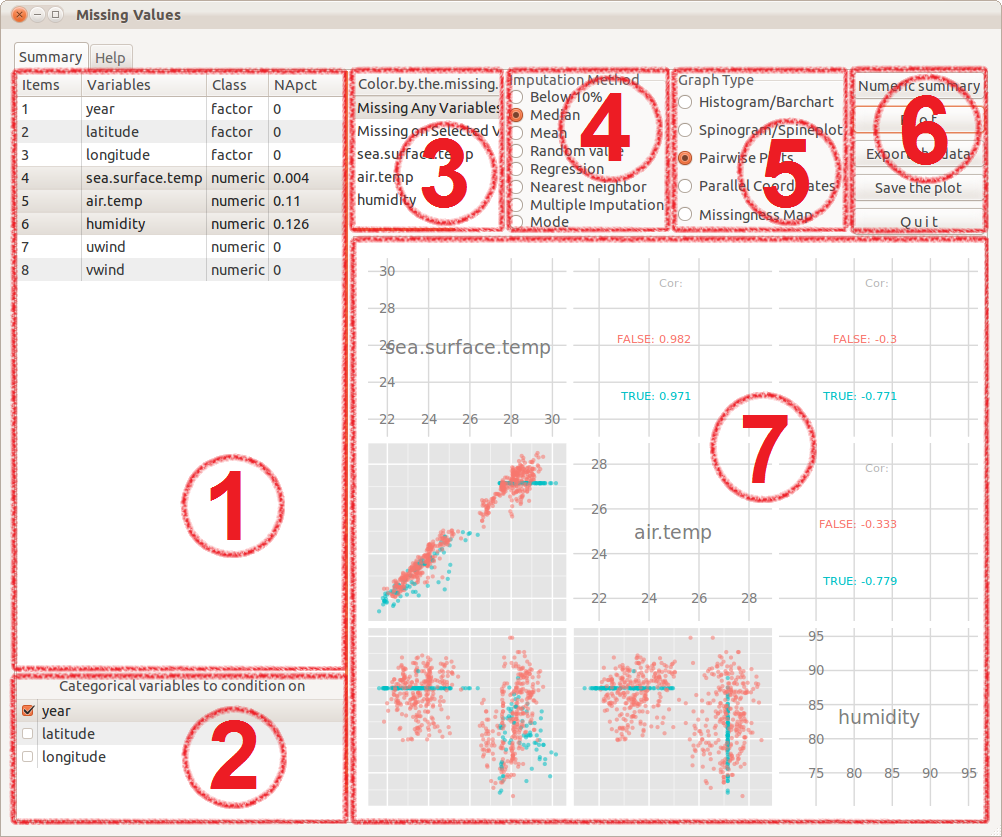 Missing Values
Summary Help
Items Variables Class NApct
1 year factor 0
2 latitude factor 0
3 longitude factor 0
4 sea.surface.temp numeric 0.004
5 air.temp numeric 0.11
6 humidity numeric 0.126
7 uwind numeric 0
8 vwind numeric 0
1
Categorical variables to condition on
year
latitude
longitude
2
Color.by.the.missing.
Missing Any Variables
Missing on Selected V
sea.surface.temp
air.temp
humidity
3
Imputation Method
Below 10%
Median
Mean
Random value
Regression
Nearest neighbor
Multiple Imputation
Mode
4
Graph Type
Histogram/Barchart
Spinogram/Spineplot
Pairwise Plots
Parallel Coordinates
Missingness Map
5
Numeric summary
Plot
Export the data
Save the plot
Quit
6
30
28
26
24
22 24 26 28 30
sea.surface.temp
Cor:
FALSE: 0.982
TRUE: 0.971
Cor:
FALSE: -0.3
TRUE: -0.771
7
28
26
24
22 24 26 28
air.temp
Cor:
FALSE: -0.333
TRUE: -0.779
95
90
85
80
75 80 85 90 95
humidity